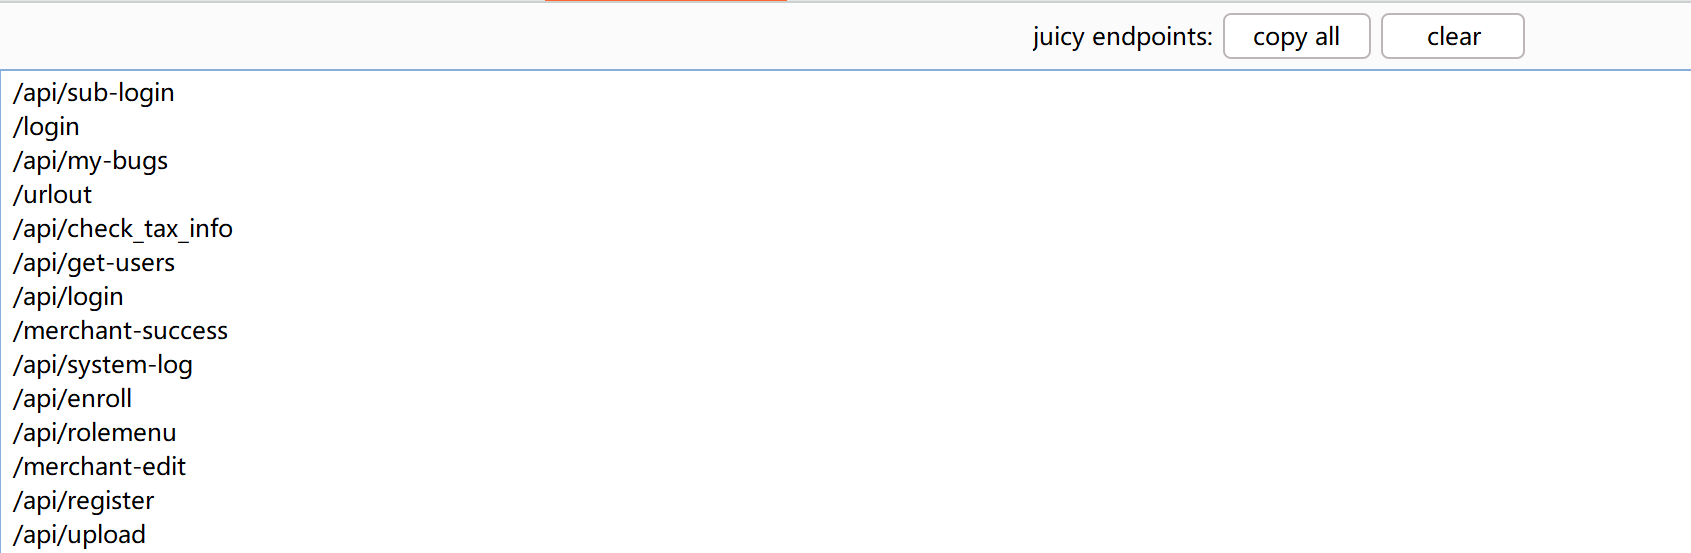 juicy endpoints: copy all clear
/api/sub-login
/login
/api/my-bugs
/urlout
/api/check_tax_info
/api/get-users
/api/login
/merchant-success
/api/system-log
/api/enroll
/api/rolemenu
/merchant-edit
/api/register
/api/upload